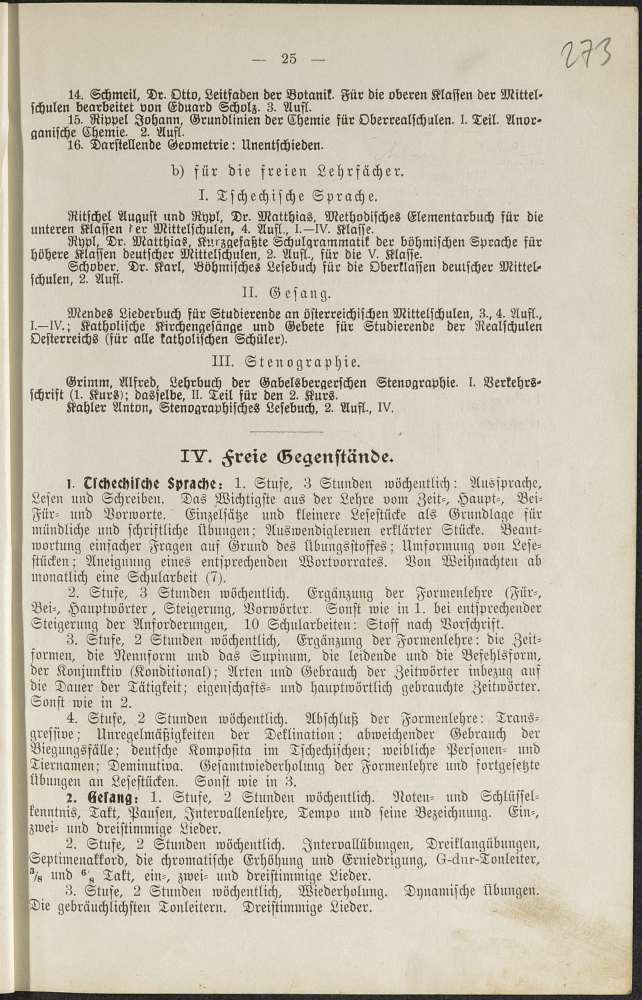 — 25 —
273
14. Schmeil, Dr. Otto, Leitfaden der Botanik. Für die oberen Klassen der Mittel-
schulen bearbeitet von Eduard Scholz. 3. Aufl.
15. Rippel Johann, Grundlinien der Chemie für Oberrealschulen. I. Teil. Anor-
ganische Chemie. 2. Aufl.
16. Darstellende Geometrie: Unentschieden.
b) für die freien Lehrfächer.
I. Tschechische Sprache.
Ritschel August und Rypl, Dr. Matthias, Methodisches Elementarbuch für die
unteren Klassen der Mittelschulen, 4. Aufl., I.—IV. Klasse.
Rypl, Dr. Matthias, Kurzgefaßte Schulgrammatik der böhmischen Sprache für
höhere Klassen deutscher Mittelschulen, 2. Aufl., für die V. Klasse.
Schober. Dr. Karl, Böhmisches Lesebuch für die Oberklassen deutscher Mittel-
schulen, 2. Aufl.
II. Gesang.
Mendes Liederbuch für Studierende an österreichischen Mittelschulen, 3., 4. Aufl.,
I.—IV.; Katholische Kirchengesänge und Gebete für Studierende der Realschulen
Oesterreichs (für alle katholischen Schüler).
III. Stenographie.
Grimm, Alfred, Lehrbuch der Gabelsbergerschen Stenographie. I. Verkehrs-
schrift (1. Kurs); dasselbe, II. Teil für den 2. Kurs.
Kahler Anton, Stenographisches Lesebuch, 2. Aufl., IV.
IV. Freie Gegenstände.
1. Tschechische Sprache: 1. Stufe, 3 Stunden wöchentlich: Aussprache,
Lesen und Schreiben. Das Wichtigste aus der Lehre vom Zeit-, Haupt-, Bei-
Für- und Vorworte. Einzelsätze und kleinere Lesestücke als Grundlage für
mündliche und schriftliche Übungen; Auswendiglernen erklärter Stücke. Beant-
wortung einfacher Fragen auf Grund des Übungsstoffes; Umformung von Lese-
stücken; Aneignung eines entsprechenden Wortvorrates. Von Weihnachten ab
monatlich eine Schularbeit (7).
2. Stufe, 3 Stunden wöchentlich. Ergänzung der Formenlehre (Für-,
Bei-, Hauptwörter, Steigerung, Vorwörter. Sonst wie in 1. bei entsprechender
Steigerung der Anforderungen, 10 Schularbeiten: Stoff nach Vorschrift.
3. Stufe, 2 Stunden wöchentlich, Ergänzung der Formenlehre: die Zeit-
formen, die Nennform und das Supinum, die leidende und die Befehlsform,
der Konjunktiv (Konditional); Arten und Gebrauch der Zeitwörter inbezug auf
die Dauer der Tätigkeit; eigenschafts- und hauptwörtlich gebrauchte Zeitwörter.
Sonst wie in 2.
4. Stufe, 2 Stunden wöchentlich. Abschluß der Formenlehre: Trans-
gressive; Unregelmäßigkeiten der Deklination; abweichender Gebrauch der
Biegungsfälle; deutsche Komposita im Tschechischen; weibliche Personen- und
Tiernamen; Deminutiva. Gesamtwiederholung der Formenlehre und fortgesetzte
Übungen an Lesestücken. Sonst wie in 3.
2. Gesang: 1. Stufe, 2 Stunden wöchentlich. Noten- und Schlüssel-
kenntnis, Takt, Pausen, Intervallenlehre, Tempo und seine Bezeichnung. Ein-,
zwei- und dreistimmige Lieder.
2. Stufe, 2 Stunden wöchentlich. Intervallübungen, Dreiklangübungen,
Septimenakkord, die chromatische Erhöhung und Erniedrigung, G-dur-Tonleiter,
3/8 und 6/8 Takt, ein-, zwei- und dreistimmige Lieder.
3. Stufe, 2 Stunden wöchentlich, Wiederholung. Dynamische Übungen.
Die gebräuchlichsten Tonleitern. Dreistimmige Lieder.